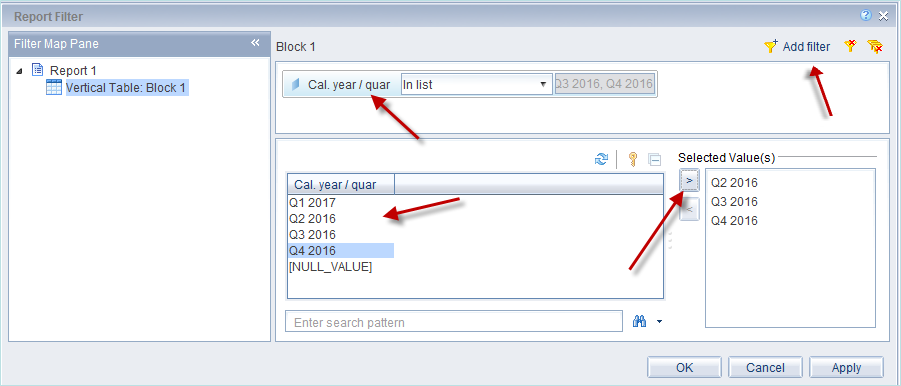 Report Filter
Filter Map Pane
Report 1
Vertical Table: Block 1
Block 1
Add filter
Cal. year / quar
In list
Q3 2016, Q4 2016
Cal. year / quar
Q1 2017
Q2 2016
Q3 2016
Q4 2016
[NULL_VALUE]
Enter search pattern
Selected Value(s)
>
<
Q2 2016
Q3 2016
Q4 2016
OK
Cancel
Apply